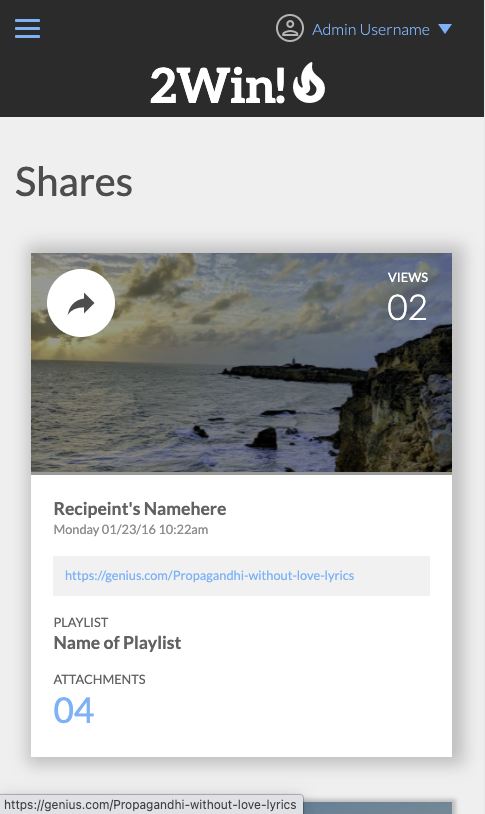 Admin Username
2Win!
Shares
VIEWS
02
Recipeint's Namehere
Monday 01/23/16 10:22am
https://genius.com/Propagandhi-without-love-lyrics
PLAYLIST
Name of Playlist
ATTACHMENTS
04
https://genius.com/Propagandhi-without-love-lyrics